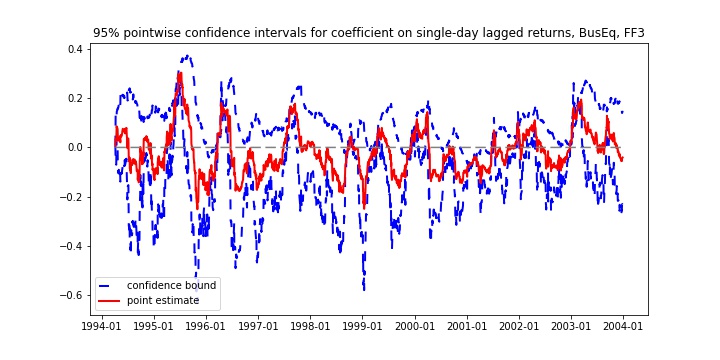 95% pointwise confidence intervals for coefficient on single-day lagged returns, BusEq, FF3
0.4
0.2
0.0
−0.2
−0.4
−0.6
confidence bound
point estimate
1994-01 1995-01 1996-01 1997-01 1998-01 1999-01 2000-01 2001-01 2002-01 2003-01 2004-01